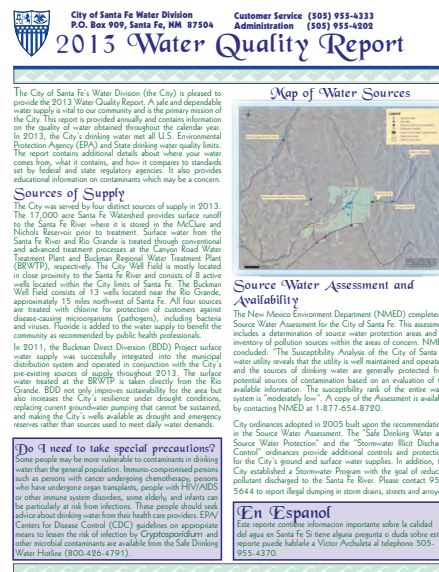 City of Santa Fe Water Division
P.O. Box 909, Santa Fe, NM 87504
Customer Service (505) 955-4333
Administration (505) 955-4202
2013 Water Quality Report
The City of Santa Fe's Water Division (the City) is pleased to
provide the 2013 Water Quality Report. A safe and dependable
water supply is vital to our community and is the primary mission of
the City. This report is provided annually and contains information
on the quality of water obtained throughout the calendar year.
In 2013, the City's drinking water met all U.S. Environmental
Protection Agency (EPA) and State drinking water quality limits.
The report contains additional details about where your water
comes from, what it contains, and how it compares to standards
set by federal and state regulatory agencies. It also provides
educational information on contaminants which may be a concern.
Sources of Supply
The City was served by four distinct sources of supply in 2013.
The 17,000 acre Santa Fe Watershed provides surface runoff
to the Santa Fe River where it is stored in the McClure and
Nichols Reservoir prior to treatment. Surface water from the
Santa Fe River and Rio Grande is treated through conventional
and advanced treatment processes at the Canyon Road Water
Treatment Plant and Buckman Regional Water Treatment Plant
(BRWTP), respectively. The City Well Field is mostly located
in close proximity to the Santa Fe River and consists of 8 active
wells located within the City limits of Santa Fe. The Buckman
Well Field consists of 13 wells located near the Rio Grande,
approximately 15 miles northwest of Santa Fe. All four sources
are treated with chlorine for protection of customers against
disease-causing microorganisms (pathogens), including bacteria
and viruses. Fluoride is added to the water supply to benefit the
community as recommended by public health professionals.
In 2011, the Buckman Direct Diversion (BDD) Project surface
water supply was successfully integrated into the municipal
distribution system and operated in conjunction with the City's
pre-existing sources of supply throughout 2013. The surface
water treated at the BRWTP is taken directly from the Rio
Grande. BDD not only improves sustainability for the area but
also increases the City's resilience under drought conditions,
replacing current groundwater pumping that cannot be sustained,
and making the City's wells available as drought and emergency
reserves rather than sources used to meet daily water demand.
Do I need to take special precautions?
Some people may be more vulnerable to contaminants in drinking
water than the general population. Immuno-compromised persons
such as persons with cancer undergoing chemotherapy, persons
who have undergone organ transplants, people with HIV/AIDS
or other immune system disorders, some elderly, and infants can
be particularly at risk from infections. These people should seek
advice about drinking water from their health care providers. EPA/
Centers for Disease Control (CDC) guidelines on appropriate
means to lessen the risk of infection by Cryptosporidium and
other microbial contaminants are available from the Safe Drinking
Water Hotline (800-426-4791).
Map of Water Sources
Source Water Assessment and
Availability
The New Mexico Environment Department (NMED) completed
Source Water Assessment for the City of Santa Fe. This assessm
includes a determination of source water protection areas and
inventory of pollution sources within the areas of concern. NME
concluded: "The Susceptibility Analysis of the City of Santa
water utility reveals that the utility is well maintained and operate
and the sources of drinking water are generally protected fr
potential sources of contamination based on an evaluation of t
available information. The susceptibility rank of the entire wa
system is "moderately low". A copy of the Assessment is availa
by contacting NMED at 1-877-654-8720.
City ordinances adopted in 2005 built upon the recommendatio
in the Source Water Assessment. The "Safe Drinking Water a
Source Water Protection" and the "Stormwater Illicit Discha
Control" ordinances provide additional controls and protecti
for the City's ground and surface water supplies. In addition, t
City established a Stormwater Program with the goal of reduc
pollutant discharged to the Santa Fe River. Please contact 95
5644 to report illegal dumping in storm drains, streets and arroy
En Espanol
Este reporte contiene informacion importante sobre la calidad
del agua en Santa Fe Si tiene alguna pregunta o duda sobre est
reporte puede hablarle a Victor Archuleta al telefono 505-
955-4370.